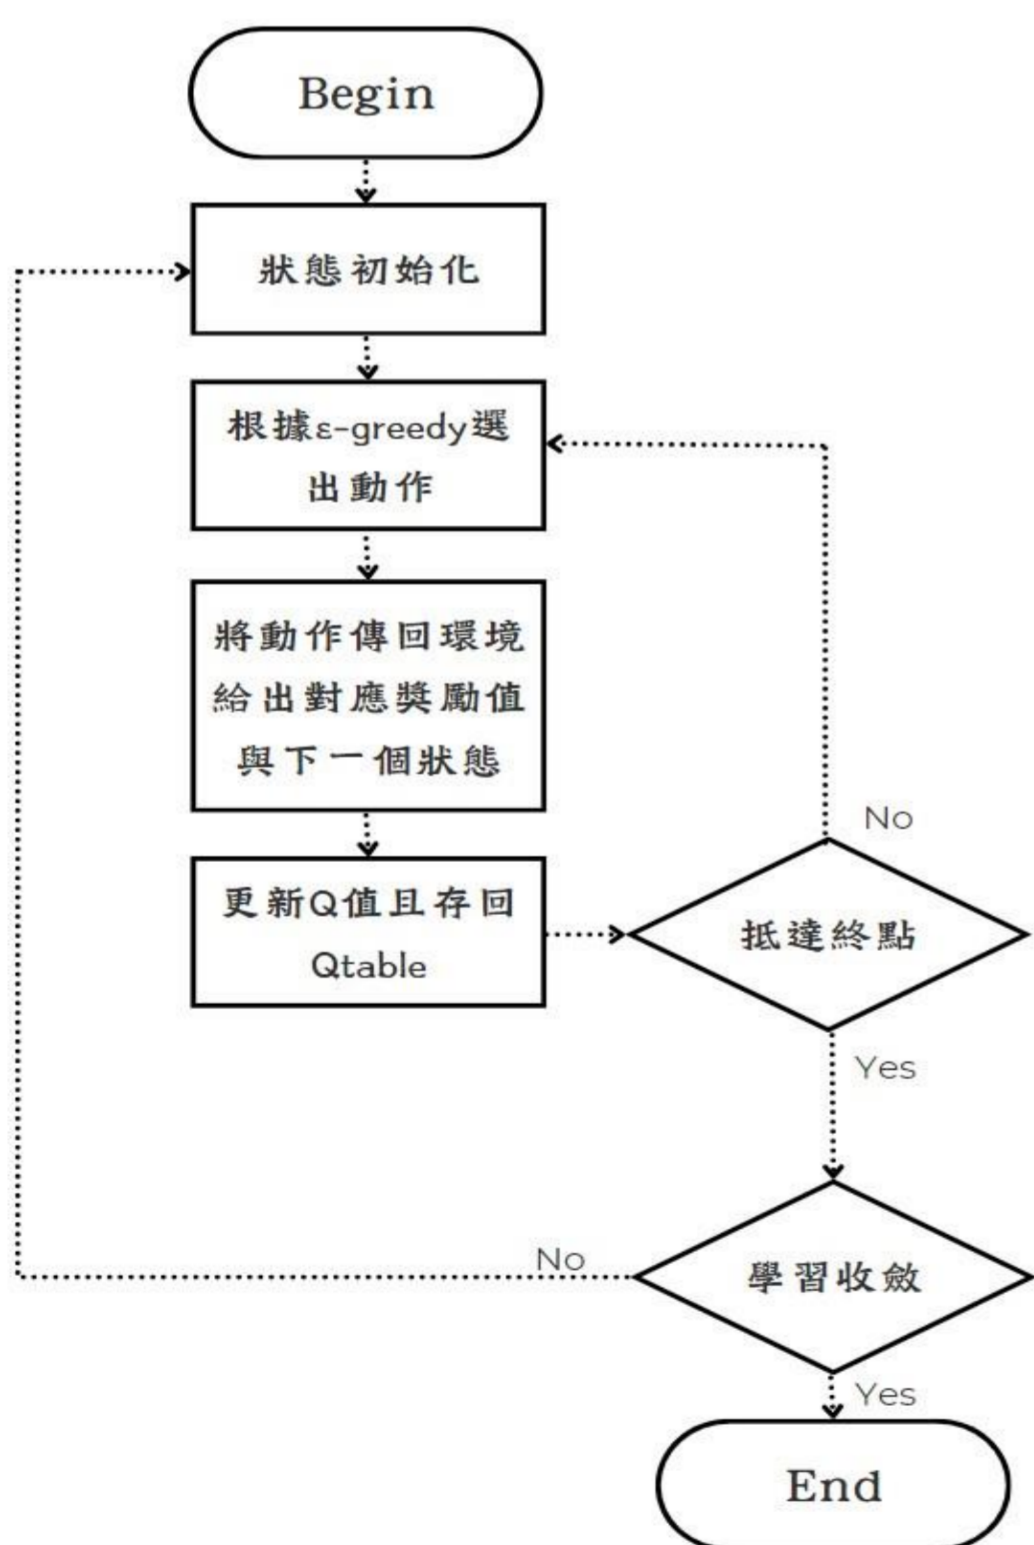 Begin
狀態初始化
根據ε-greedy選
出動作
將動作傳回環境
給出對應獎勵值
與下一個狀態
更新Q值且存回
Qtable
No
抵達終點
Yes
No
學習收斂
Yes
End